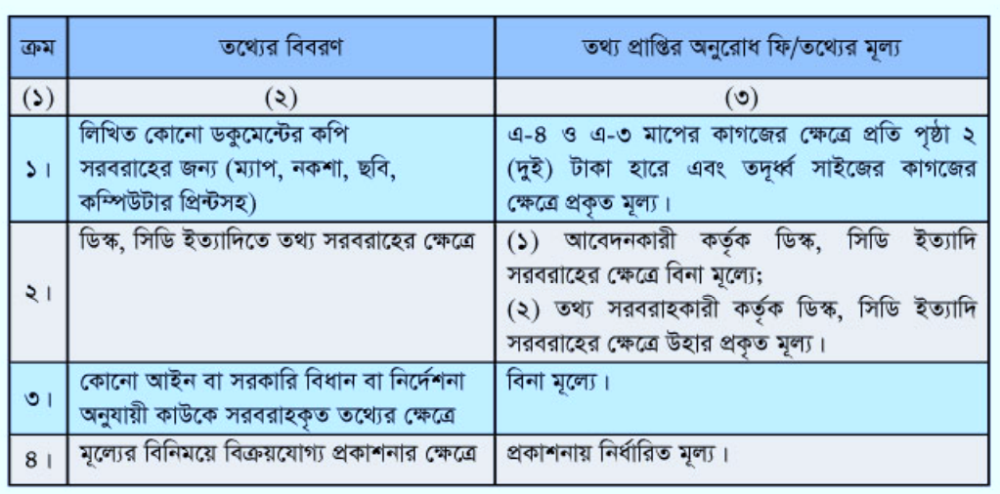 ক্রম তথ্যের বিবরণ তথ্য প্রাপ্তির অনুরোধ ফি/তথ্যের মূল্য
(১) (২) (৩)
১। লিখিত কোনো ডকুমেন্টের কপি
সরবরাহের জন্য (ম্যাপ, নকশা, ছবি,
কম্পিউটার প্রিন্টসহ)
এ-৪ ও এ-৩ মাপের কাগজের ক্ষেত্রে প্রতি পৃষ্ঠা ২
(দুই) টাকা হারে এবং তদূর্ধ্ব সাইজের কাগজের
ক্ষেত্রে প্রকৃত মূল্য।
২। ডিস্ক, সিডি ইত্যাদিতে তথ্য সরবরাহের ক্ষেত্রে
(১) আবেদনকারী কর্তৃক ডিস্ক, সিডি ইত্যাদি
সরবরাহের ক্ষেত্রে বিনা মূল্যে;
(২) তথ্য সরবরাহকারী কর্তৃক ডিস্ক, সিডি ইত্যাদি
সরবরাহের ক্ষেত্রে উহার প্রকৃত মূল্য।
৩। কোনো আইন বা সরকারি বিধান বা নির্দেশনা
অনুযায়ী কাউকে সরবরাহকৃত তথ্যের ক্ষেত্রে
বিনা মূল্যে।
৪। মূল্যের বিনিময়ে বিক্রয়যোগ্য প্রকাশনার ক্ষেত্রে
প্রকাশনায় নির্ধারিত মূল্য।